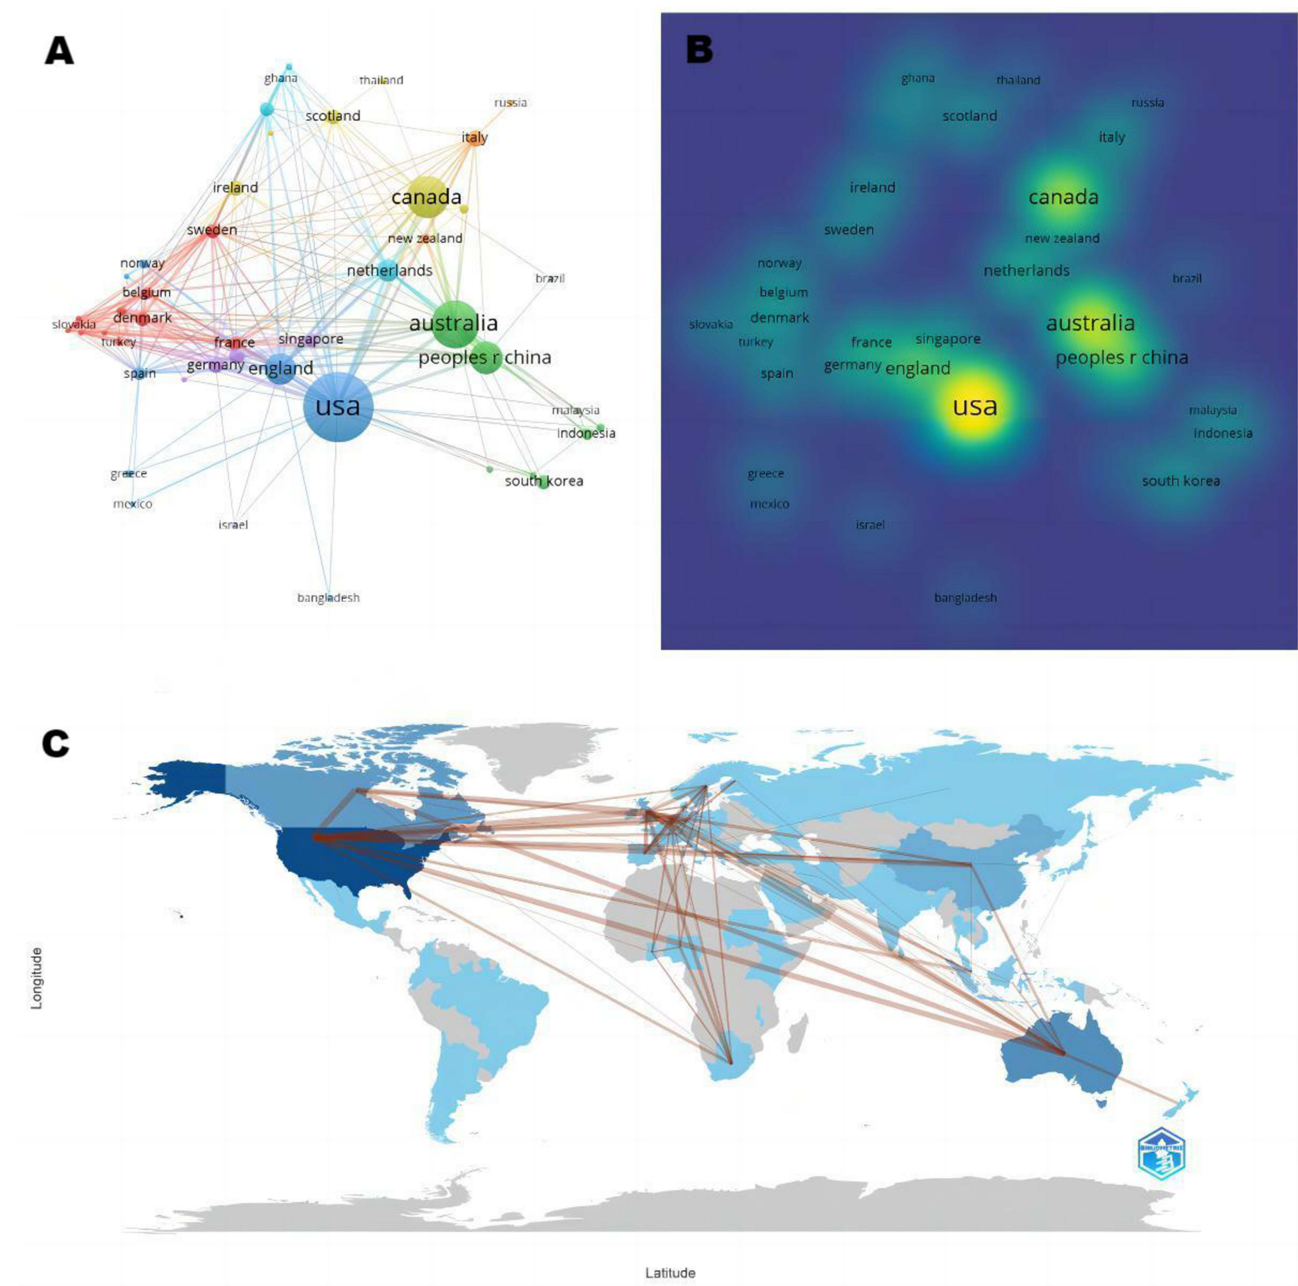 A
ghana
thailand
russia
scotland
italy
ireland
canada
sweden
new zealand
norway
netherlands
brazil
belgium
denmark
slovakia
australia
turkey
france
singapore
peoples r china
germany
england
spain
usa
malaysia
indonesia
greece
south korea
mexico
israel
bangladesh
B
ghana
thailand
russia
scotland
italy
ireland
canada
sweden
new zealand
norway
netherlands
brazil
belgium
denmark
slovakia
australia
turkey
france
singapore
peoples r china
germany
england
spain
usa
malaysia
indonesia
greece
south korea
mexico
israel
bangladesh
C
Longitude
BIBLIOMETRIX
Latitude